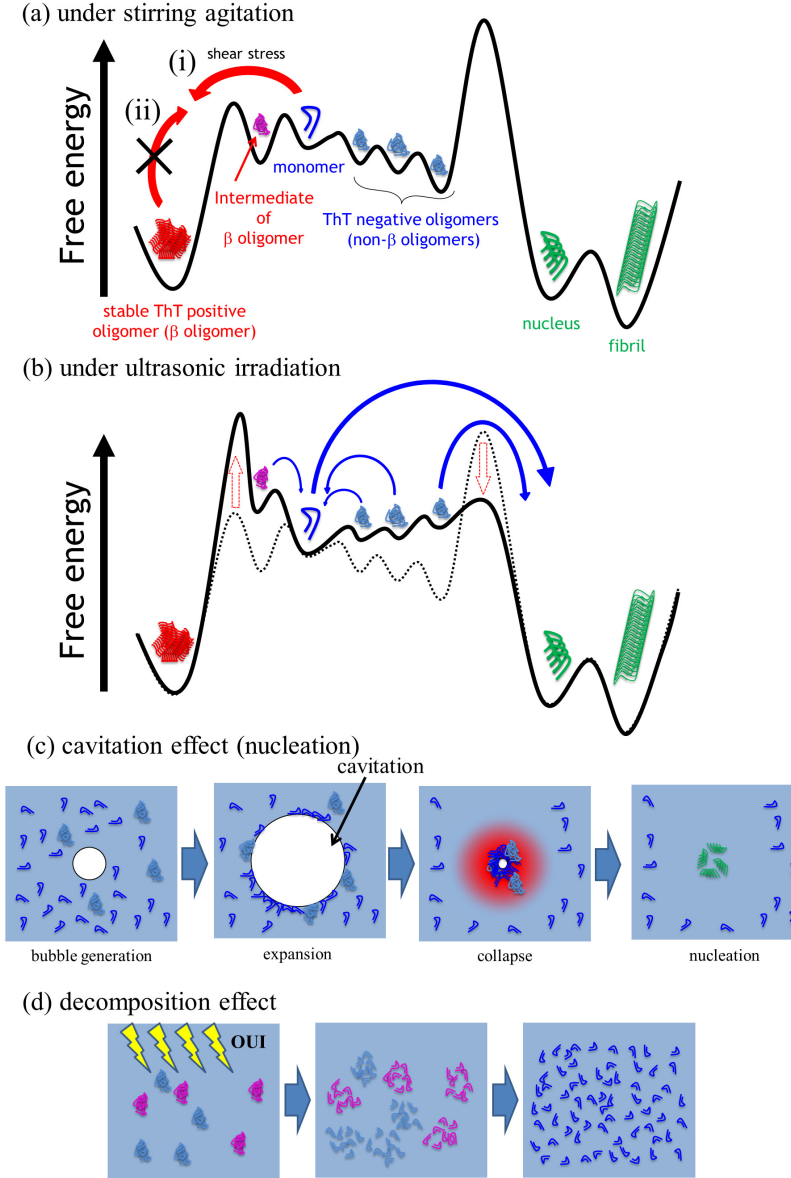 (a) under stirring agitation
Free energy
(i)
shear stress
(ii)
monomer
Intermediate
of
β oligomer
ThT negative oligomers
(non-β oligomers)
stable ThT positive
oligomer (β oligomer)
nucleus
fibril
(b) under ultrasonic irradiation
Free energy
(c) cavitation effect (nucleation)
cavitation
bubble generation
expansion
collapse
nucleation
(d) decomposition effect
OUI